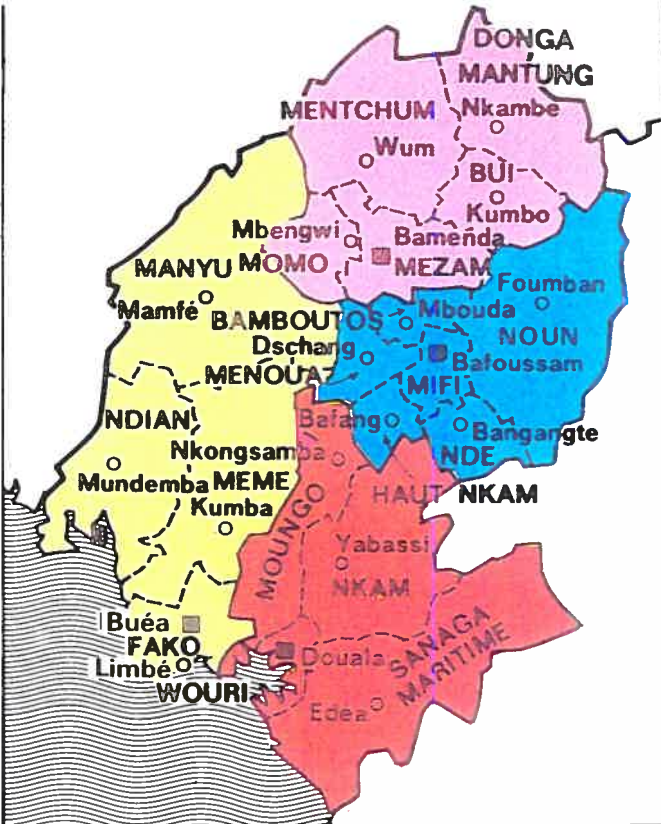 DONGA
MANTUNG
MENTCHUM
Nkambe
Wum
BUI
Kumbo
Mbengwi
Bamenda
MANYU
MOMO
MEZAM
Foumban
Mamfé
BAMBOUTOS
Mbouda
NOUN
Dschang
Bafoussam
MENOUA
MIFI
NDIAN
Bafang
Bangangte
Nkongsamba
NDE
Mundemba
MEME
HAUT NKAM
Kumba
MOUNGO
Yabassi
NKAM
Buéa
FAKO
Limbé
Douala
SANAGA
MARITIME
WOURI
Edea